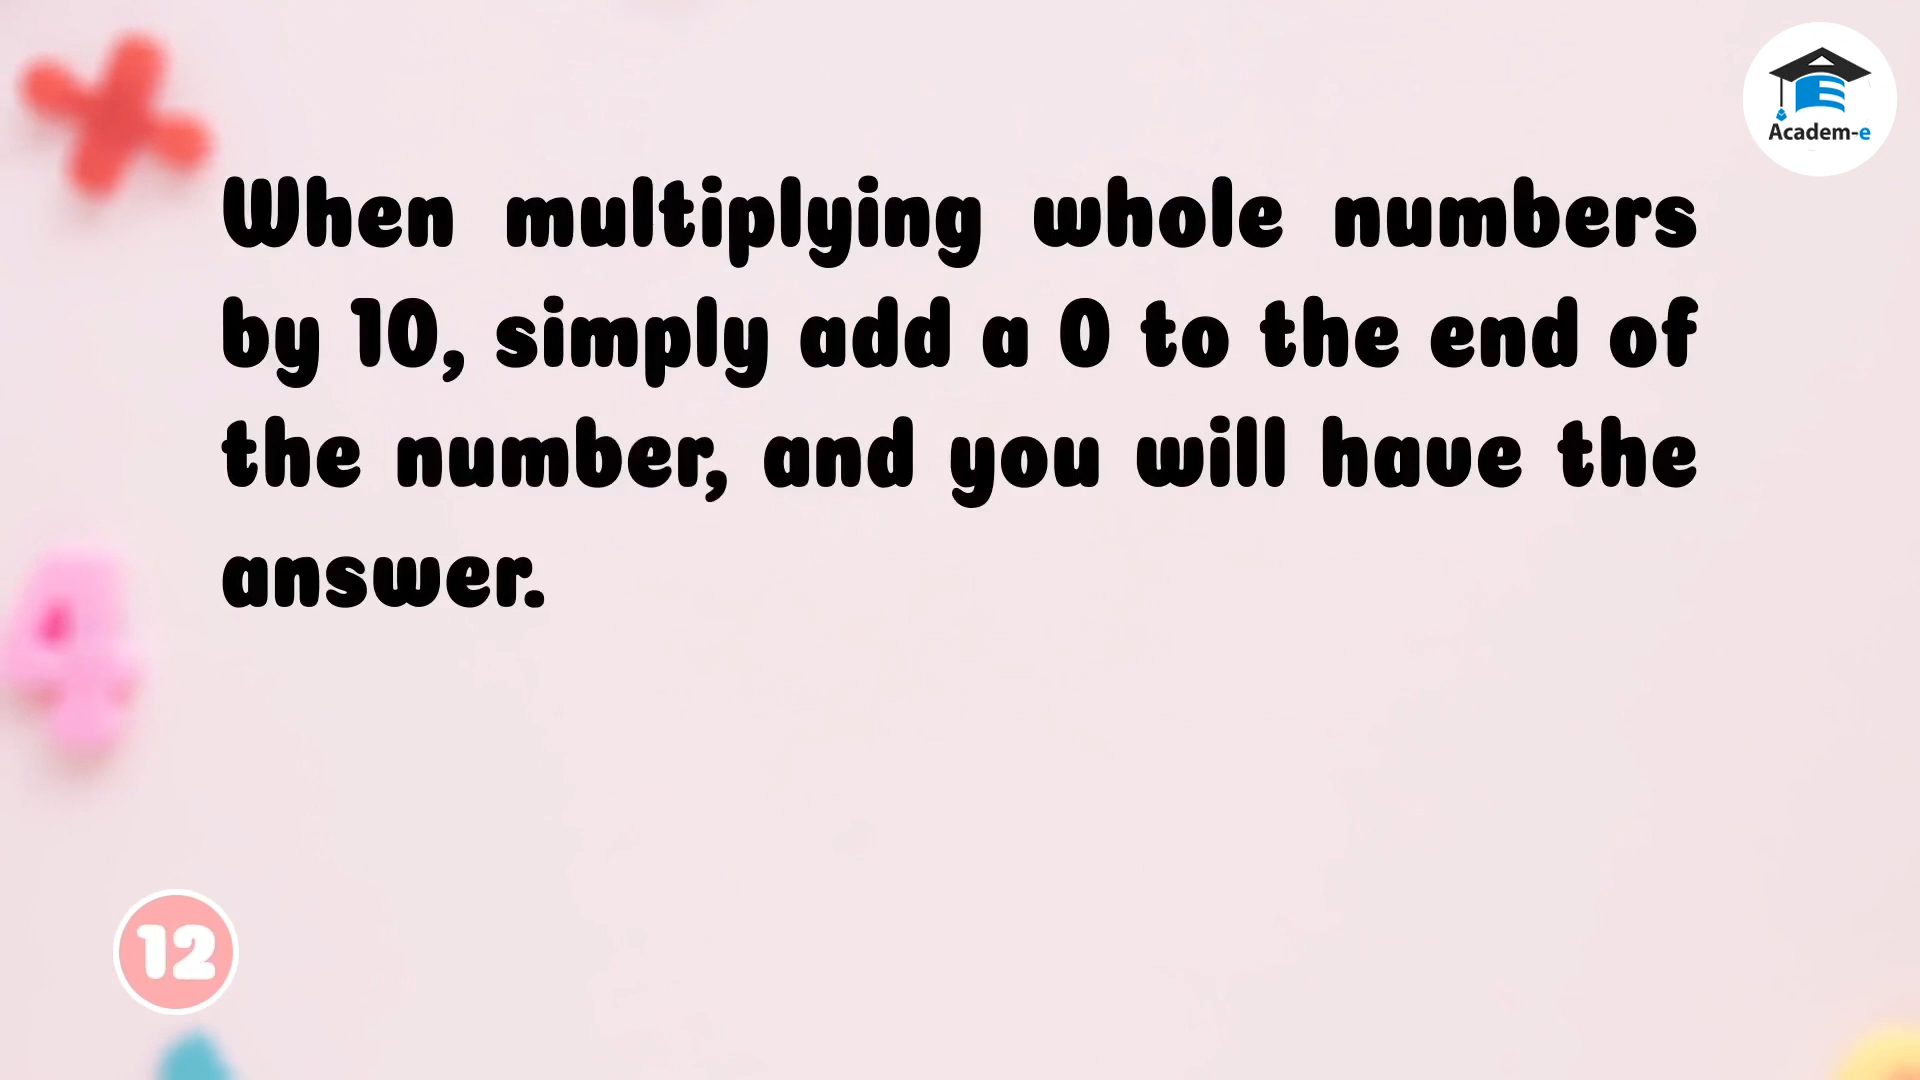 Academ-e
When multiplying whole numbers
by 10, simply add a 0 to the end of
the number, and you will have the
answer.
4
12